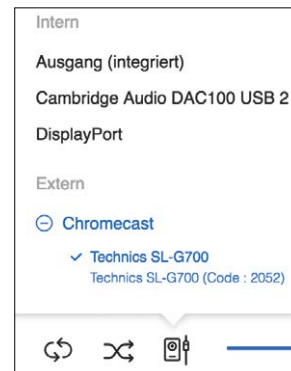 Intern
Ausgang (integriert)
Cambridge Audio DAC100 USB 2
DisplayPort
Extern
Chromecast
Technics SL-G700
Technics SL-G700 (Code : 2052)